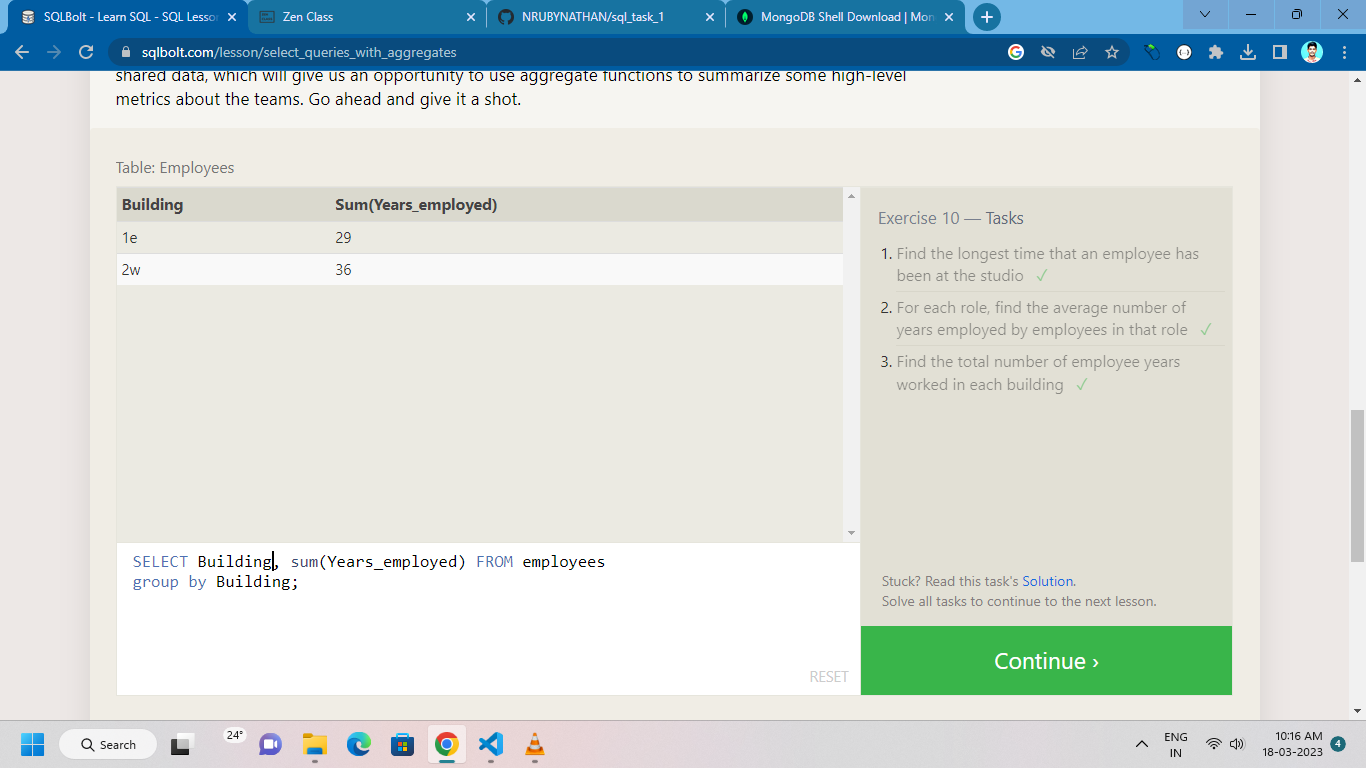 SQLBolt - Learn SQL - SQL Lesso
Zen Class
NRUBYNATHAN/sql_task_1
MongoDB Shell Download | Mon
sqlbolt.com/lesson/select_queries_with_aggregates
shared data, which will give us an opportunity to use aggregate functions to summarize some high-level
metrics about the teams. Go ahead and give it a shot.
Table: Employees
Building Sum(Years_employed)
1e 29
2w 36
SELECT Building, sum(Years_employed) FROM employees
group by Building;
RESET
Exercise 10 — Tasks
1. Find the longest time that an employee has
been at the studio ✓
2. For each role, find the average number of
years employed by employees in that role ✓
3. Find the total number of employee years
worked in each building ✓
Stuck? Read this task's Solution.
Solve all tasks to continue to the next lesson.
Continue ›
Search
24°
ENG
IN
10:16 AM
18-03-2023
4